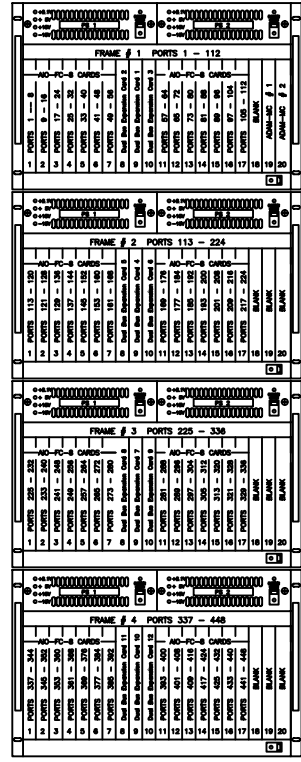 PS 1
PS 2
FRAME # 1 PORTS 1 - 112
AIO-FC-8 CARDS
AIO-FC-8 CARDS
PORTS 1 - 8
PORTS 9 - 16
PORTS 17 - 24
PORTS 25 - 32
PORTS 33 - 40
PORTS 41 - 48
PORTS 49 - 56
Dual Bus Expansion Card 2
Dual Bus Expansion Card 1
Dual Bus Expansion Card 3
PORTS 57 - 64
PORTS 65 - 72
PORTS 73 - 80
PORTS 81 - 88
PORTS 89 - 96
PORTS 97 - 104
PORTS 105 - 112
BLANK
ADAM-MC # 1
ADAM-MC # 2
1 2 3 4 5 6 7 8 9 10 11 12 13 14 15 16 17 18 19 20
PS 1
PS 2
FRAME # 2 PORTS 113 - 224
AIO-FC-8 CARDS
AIO-FC-8 CARDS
PORTS 113 - 120
PORTS 121 - 128
PORTS 129 - 136
PORTS 137 - 144
PORTS 145 - 152
PORTS 153 - 160
PORTS 161 - 168
Dual Bus Expansion Card 5
Dual Bus Expansion Card 4
Dual Bus Expansion Card 6
PORTS 169 - 176
PORTS 177 - 184
PORTS 185 - 192
PORTS 193 - 200
PORTS 201 - 208
PORTS 209 - 216
PORTS 217 - 224
BLANK
BLANK
BLANK
1 2 3 4 5 6 7 8 9 10 11 12 13 14 15 16 17 18 19 20
PS 1
PS 2
FRAME # 3 PORTS 225 - 336
AIO-FC-8 CARDS
AIO-FC-8 CARDS
PORTS 225 - 232
PORTS 233 - 240
PORTS 241 - 248
PORTS 249 - 256
PORTS 257 - 264
PORTS 265 - 272
PORTS 273 - 280
Dual Bus Expansion Card 8
Dual Bus Expansion Card 7
Dual Bus Expansion Card 9
PORTS 281 - 288
PORTS 289 - 296
PORTS 297 - 304
PORTS 305 - 312
PORTS 313 - 320
PORTS 321 - 328
PORTS 329 - 336
BLANK
BLANK
BLANK
1 2 3 4 5 6 7 8 9 10 11 12 13 14 15 16 17 18 19 20
PS 1
PS 2
FRAME # 4 PORTS 337 - 448
AIO-FC-8 CARDS
AIO-FC-8 CARDS
PORTS 337 - 344
PORTS 345 - 352
PORTS 353 - 360
PORTS 361 - 368
PORTS 369 - 376
PORTS 377 - 384
PORTS 385 - 392
Dual Bus Expansion Card 11
Dual Bus Expansion Card 10
Dual Bus Expansion Card 12
PORTS 393 - 400
PORTS 401 - 408
PORTS 409 - 416
PORTS 417 - 424
PORTS 425 - 432
PORTS 433 - 440
PORTS 441 - 448
BLANK
BLANK
BLANK
1 2 3 4 5 6 7 8 9 10 11 12 13 14 15 16 17 18 19 20